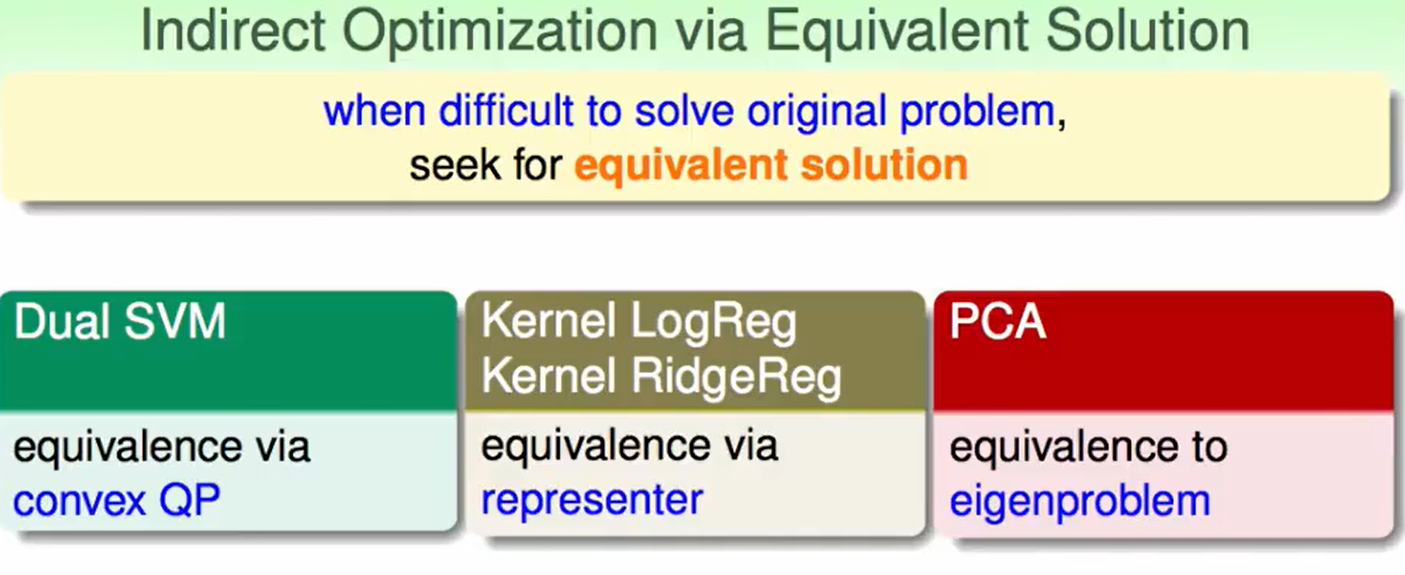 Indirect Optimization via Equivalent Solution
when difficult to solve original problem,
seek for equivalent solution
Dual SVM
equivalence via
convex QP
Kernel LogReg
Kernel RidgeReg
equivalence via
representer
PCA
equivalence to
eigenproblem